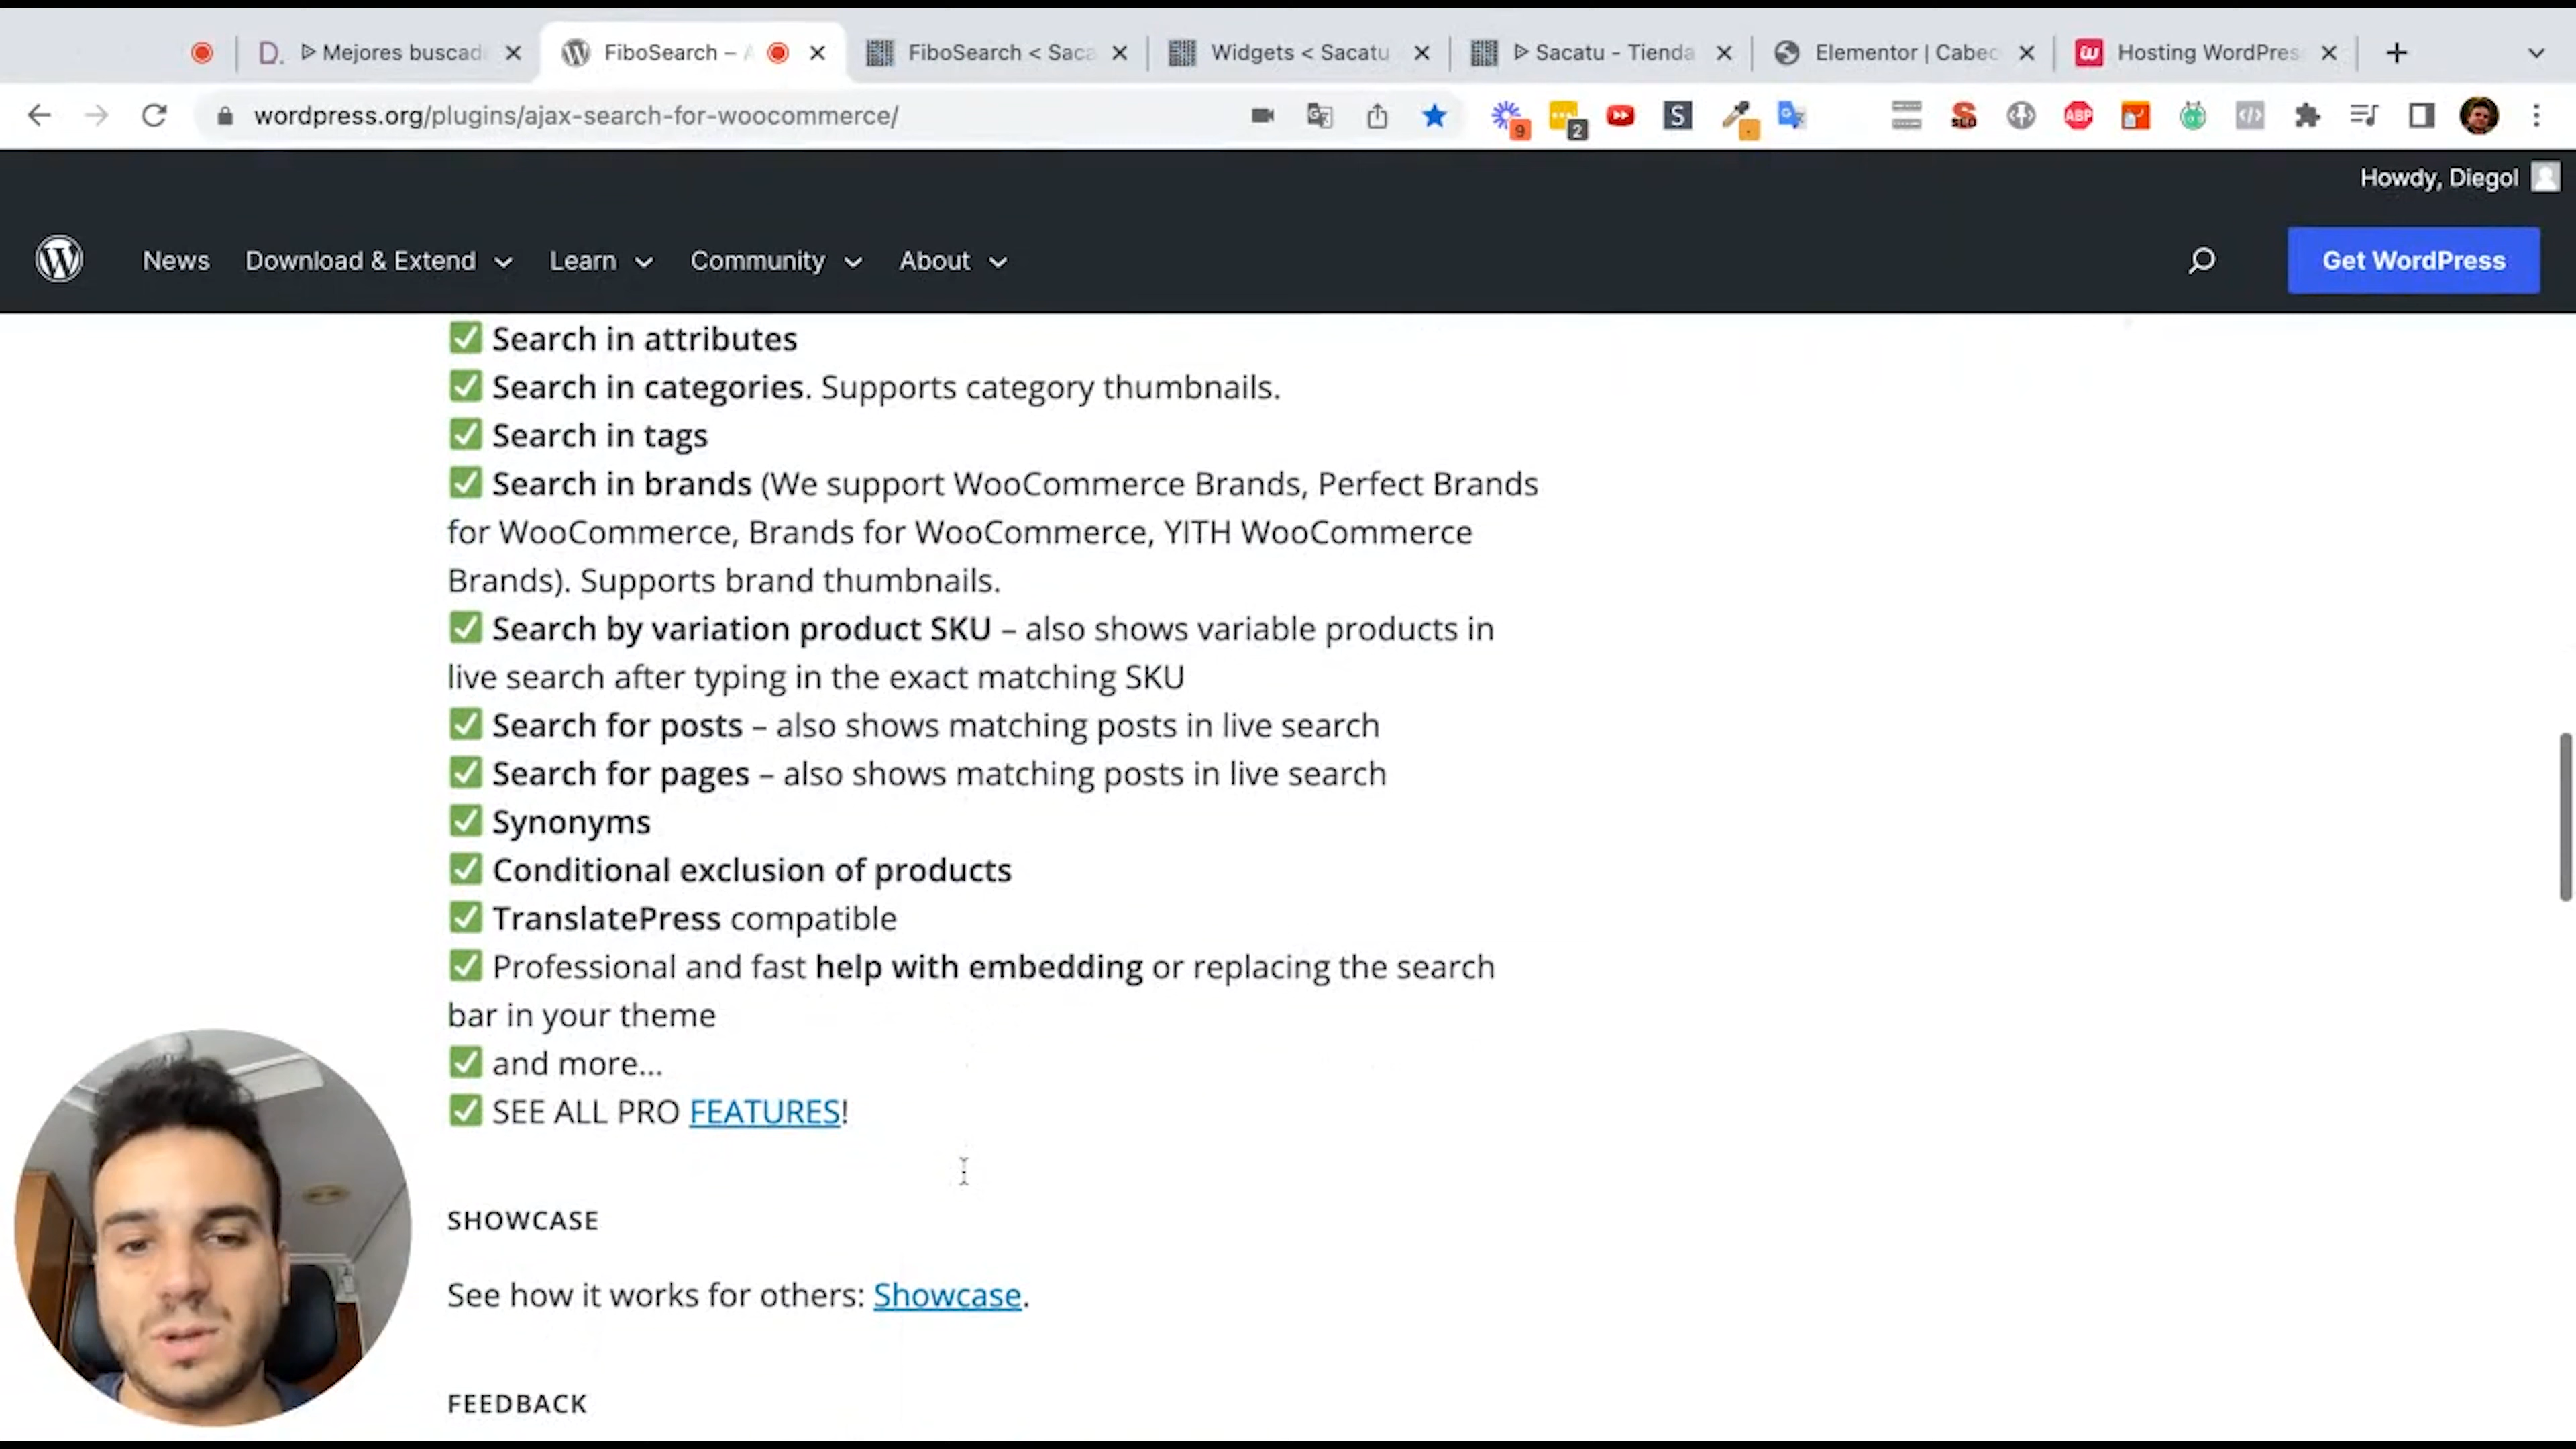 D. ᐅ Mejores buscad
FiboSearch – A
FiboSearch < Saca
Widgets < Sacatu
ᐅ Sacatu - Tienda
Elementor | Cabec
Hosting WordPres
wordpress.org/plugins/ajax-search-for-woocommerce/
9
2
S
SEO
ABP
Howdy, Diegol
News
Download & Extend
Learn
Community
About
Get WordPress
✅ Search in attributes
✅ Search in categories. Supports category thumbnails.
✅ Search in tags
✅ Search in brands (We support WooCommerce Brands, Perfect Brands
for WooCommerce, Brands for WooCommerce, YITH WooCommerce
Brands). Supports brand thumbnails.
✅ Search by variation product SKU – also shows variable products in
live search after typing in the exact matching SKU
✅ Search for posts – also shows matching posts in live search
✅ Search for pages – also shows matching posts in live search
✅ Synonyms
✅ Conditional exclusion of products
✅ TranslatePress compatible
✅ Professional and fast help with embedding or replacing the search
bar in your theme
✅ and more...
✅ SEE ALL PRO FEATURES!
SHOWCASE
See how it works for others: Showcase.
FEEDBACK